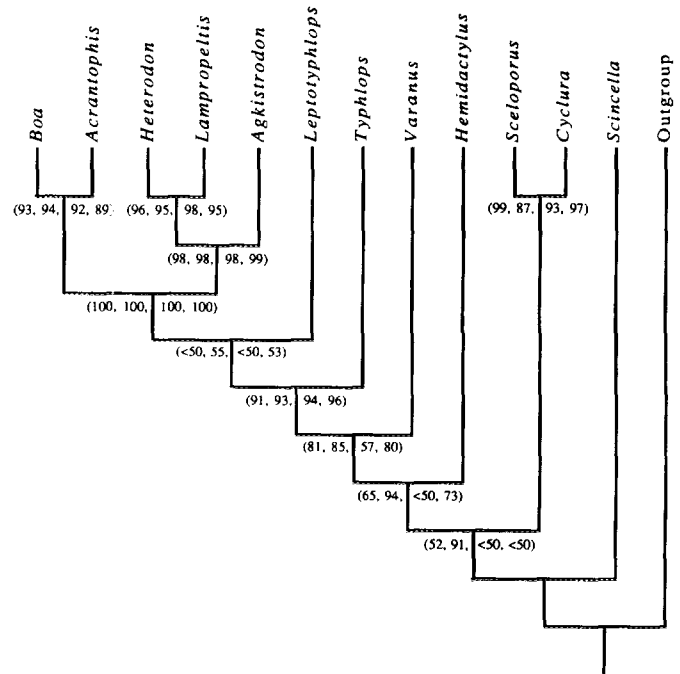 Boa
Acrantophis
Heterodon
Lampropeltis
Agkistrodon
Leptotyphlops
Typhlops
Varanus
Hemidactylus
Sceloporus
Cyclura
Scincella
Outgroup
(93, 94, 92, 89)
(96, 95, 98, 95)
(99, 87, 93, 97)
(98, 98, 98, 99)
(100, 100, 100, 100)
(<50, 55, <50, 53)
(91, 93, 94, 96)
(81, 85, 57, 80)
(65, 94, <50, 73)
(52, 91, <50, <50)